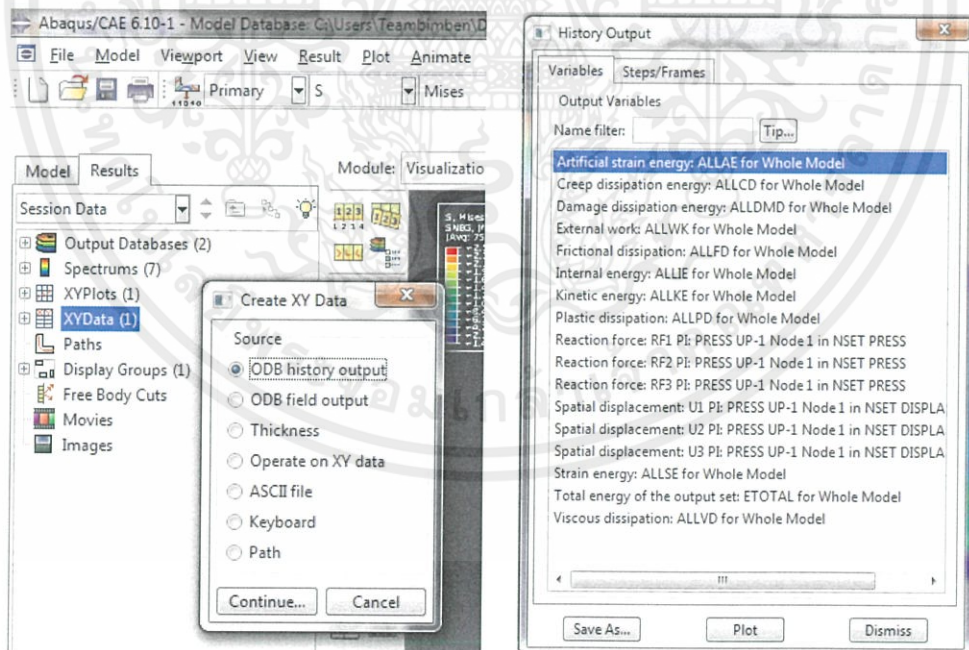 Abaqus/CAE 6.10-1 - Model Database: C:\Users\Teambimben\D
File Model Viewport View Result Plot Animate
Primary S Mises
Model Results
Module: Visualizatio
Session Data
Output Databases (2)
Spectrums (7)
XYPlots (1)
XYData (1)
Paths
Display Groups (1)
Free Body Cuts
Movies
Images
Create XY Data
Source
ODB history output
ODB field output
Thickness
Operate on XY data
ASCII file
Keyboard
Path
Continue... Cancel
History Output
Variables Steps/Frames
Output Variables
Name filter: Tip...
Artificial strain energy: ALLAE for Whole Model
Creep dissipation energy: ALLCD for Whole Model
Damage dissipation energy: ALLDMD for Whole Model
External work: ALLWK for Whole Model
Frictional dissipation: ALLFD for Whole Model
Internal energy: ALLIE for Whole Model
Kinetic energy: ALLKE for Whole Model
Plastic dissipation: ALLPD for Whole Model
Reaction force: RF1 PI: PRESS UP-1 Node 1 in NSET PRESS
Reaction force: RF2 PI: PRESS UP-1 Node 1 in NSET PRESS
Reaction force: RF3 PI: PRESS UP-1 Node 1 in NSET PRESS
Spatial displacement: U1 PI: PRESS UP-1 Node 1 in NSET DISPLA
Spatial displacement: U2 PI: PRESS UP-1 Node 1 in NSET DISPLA
Spatial displacement: U3 PI: PRESS UP-1 Node 1 in NSET DISPLA
Strain energy: ALLSE for Whole Model
Total energy of the output set: ETOTAL for Whole Model
Viscous dissipation: ALLVD for Whole Model
Save As... Plot Dismiss